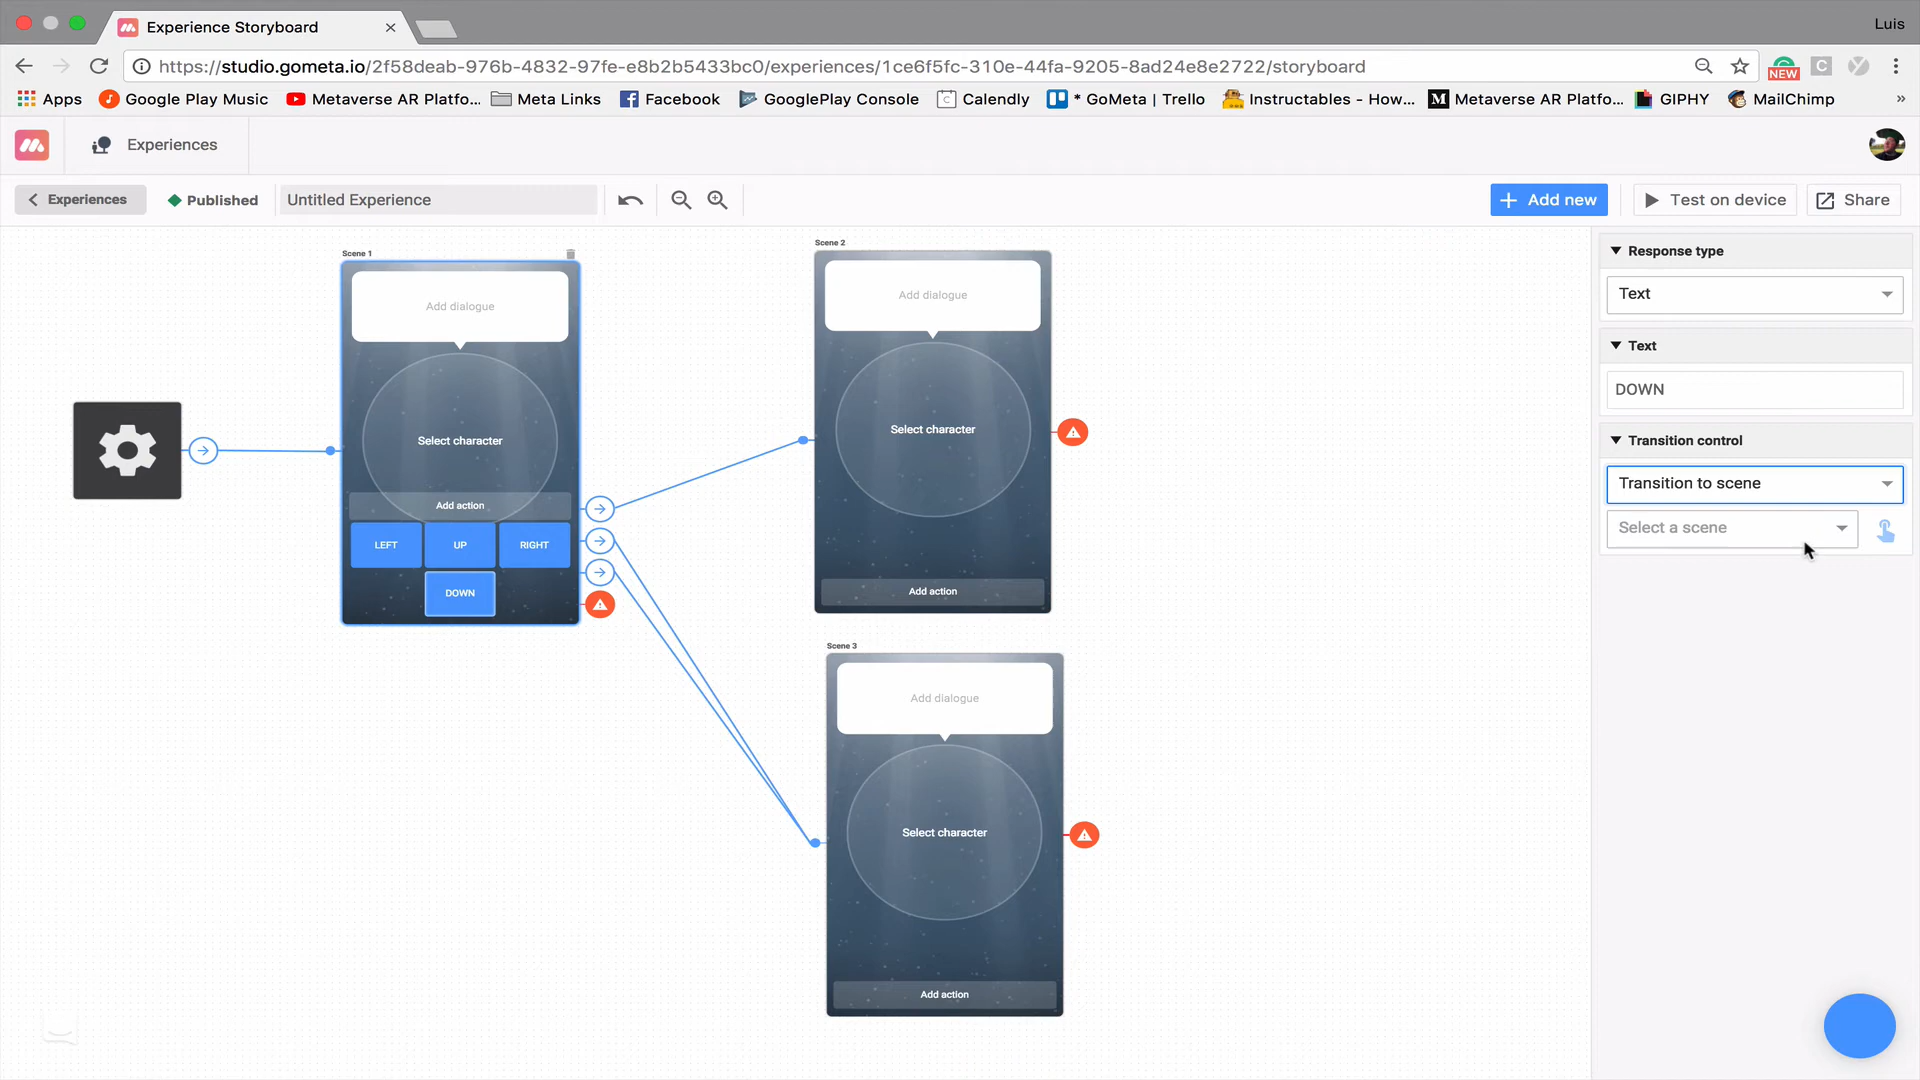 Experience Storyboard
Luis
https://studio.gometa.io/2f58deab-976b-4832-97fe-e8b2b5433bc0/experiences/1ce6f5fc-310e-44fa-9205-8ad24e8e2722/storyboard
NEW
C
Apps
Google Play Music
Metaverse AR Platfo...
Meta Links
Facebook
GooglePlay Console
Calendly
* GoMeta | Trello
Instructables - How...
Metaverse AR Platfo...
GIPHY
MailChimp
»
Experiences
Experiences
Published
Untitled Experience
Add new
Test on device
Share
Scene 1
Add dialogue
Select character
Add action
LEFT
UP
RIGHT
DOWN
Scene 2
Add dialogue
Select character
Add action
Scene 3
Add dialogue
Select character
Add action
Response type
Text
Text
DOWN
Transition control
Transition to scene
Select a scene